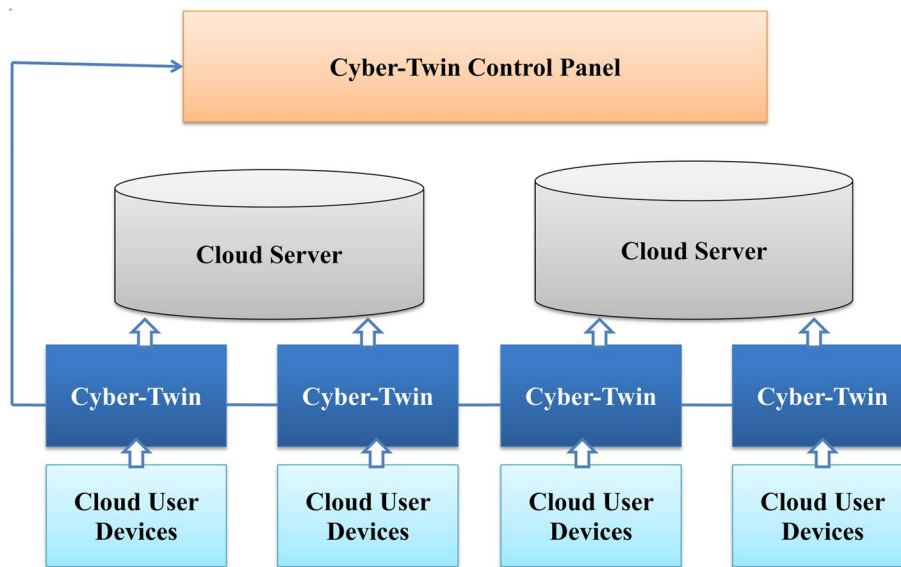 Cyber-Twin Control Panel
Cloud Server
Cloud Server
Cyber-Twin
Cyber-Twin
Cyber-Twin
Cyber-Twin
Cloud User
Devices
Cloud User
Devices
Cloud User
Devices
Cloud User
Devices